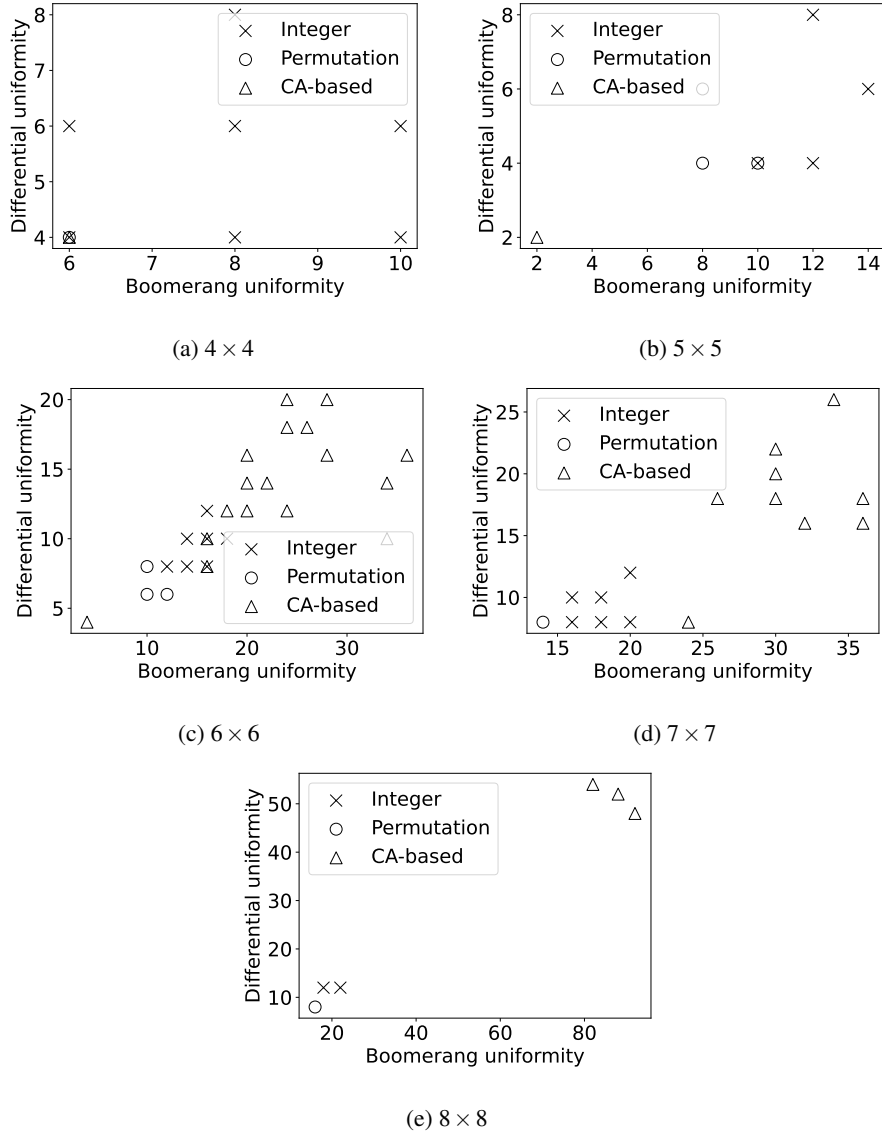 8
7
6
5
4
Differential uniformity
Integer
Permutation
CA-based
6 7 8 9 10
Boomerang uniformity
(a) 4 × 4
8
6
4
2
Differential uniformity
Integer
Permutation
CA-based
2 4 6 8 10 12 14
Boomerang uniformity
(b) 5 × 5
20
15
10
5
Differential uniformity
Integer
Permutation
CA-based
10 20 30
Boomerang uniformity
(c) 6 × 6
25
20
15
10
Differential uniformity
Integer
Permutation
CA-based
15 20 25 30 35
Boomerang uniformity
(d) 7 × 7
50
40
30
20
10
Differential uniformity
Integer
Permutation
CA-based
20 40 60 80
Boomerang uniformity
(e) 8 × 8